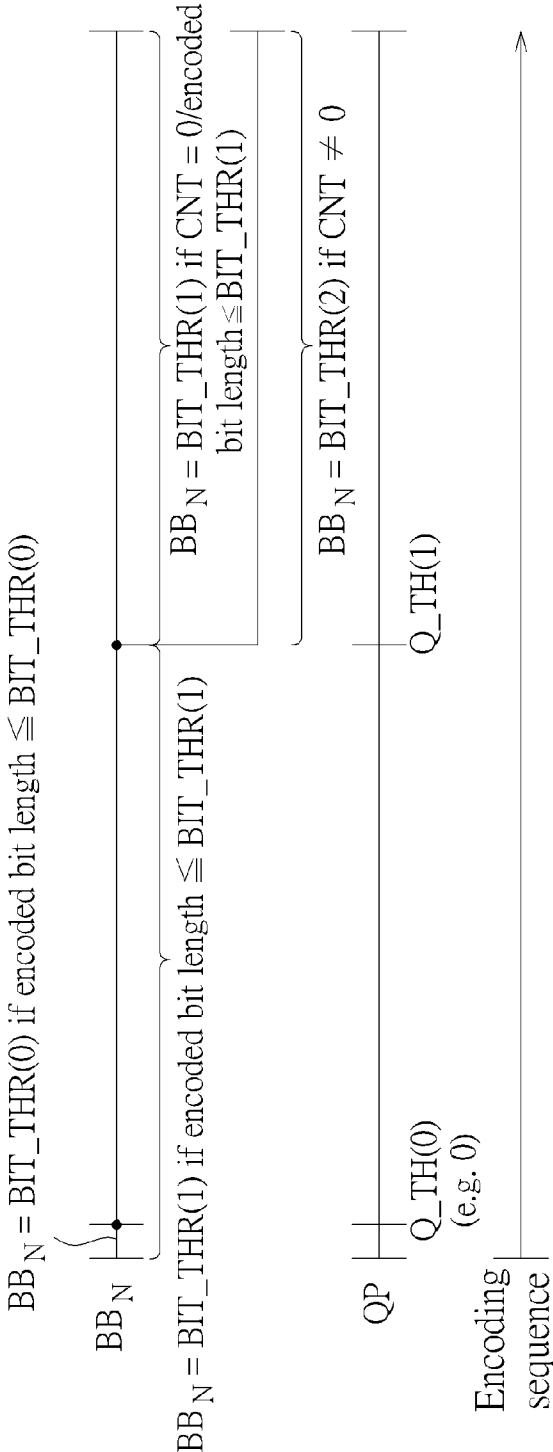 BB_N = BIT_THR(0) if encoded bit length ≦ BIT_THR(0)
BB_N
BB_N = BIT_THR(1) if encoded bit length ≦ BIT_THR(1)
BB_N = BIT_THR(1) if CNT = 0/encoded
bit length ≦ BIT_THR(1)
BB_N = BIT_THR(2) if CNT ≠ 0
QP
Q_TH(0)
(e.g. 0)
Q_TH(1)
Encoding
sequence